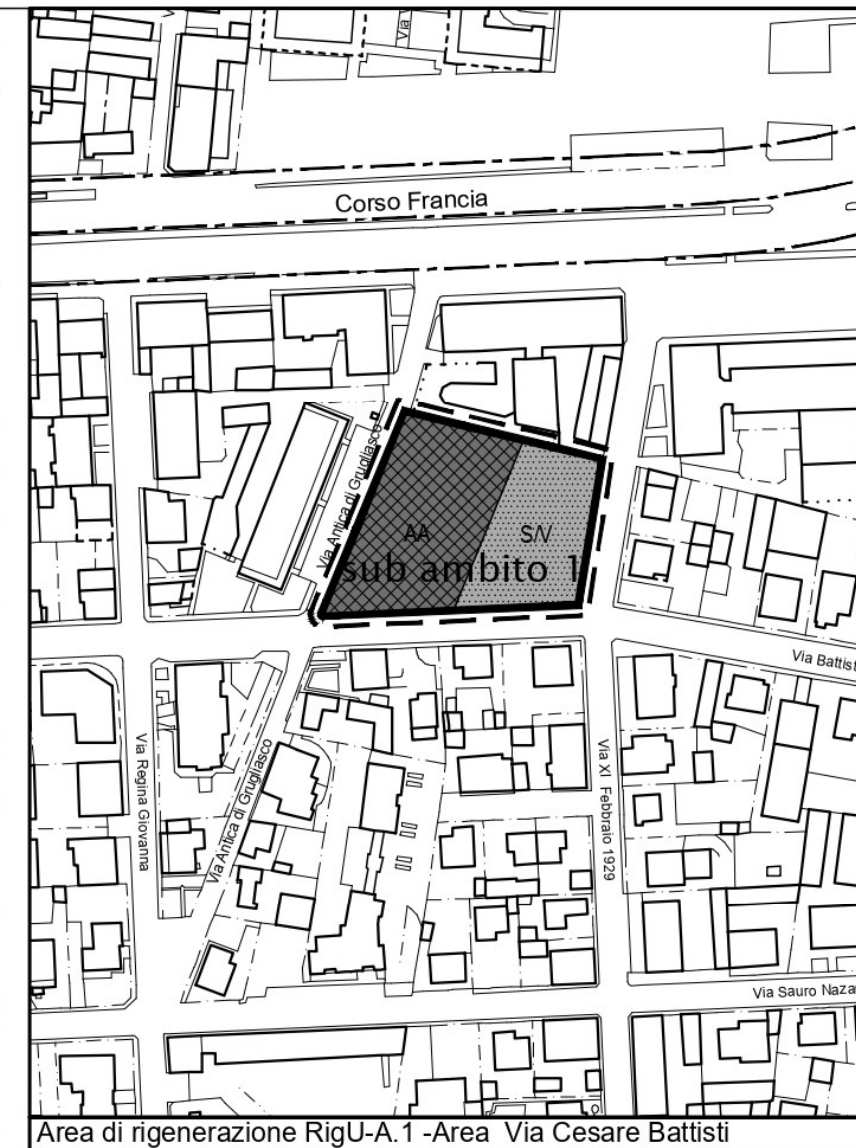 Via
Corso Francia
Via Antica di Grugliasco
AA
S/V
sub ambito 1
Via Battist
Via Regina Giovanna
Via Antica di Grugliasco
Via XI Febbraio 1929
Via Sauro Naza
Area di rigenerazione RigU-A.1 -Area Via Cesare Battisti